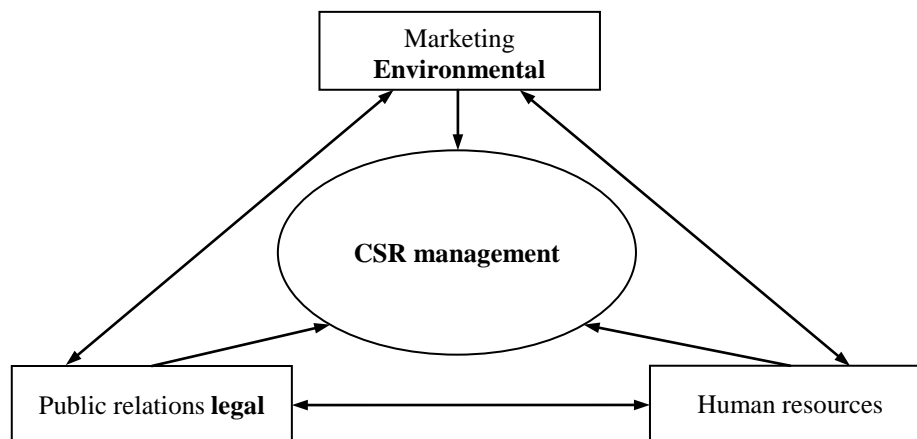 Marketing
Environmental
CSR management
Public relations legal
Human resources